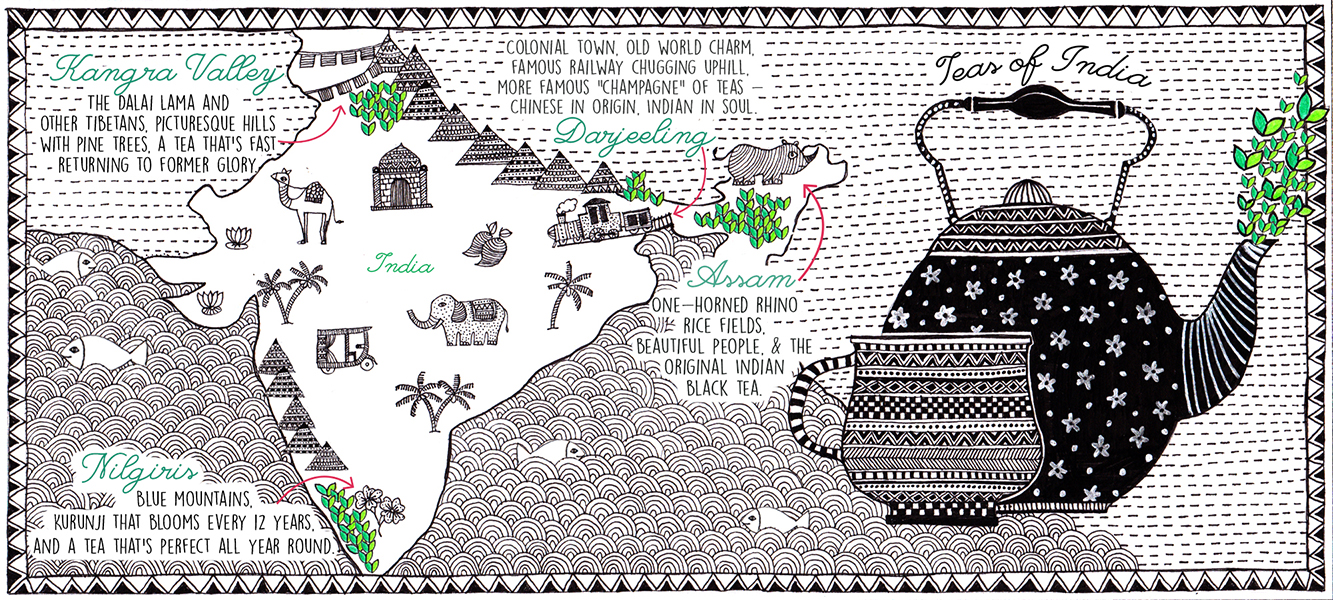 Kangra Valley
THE DALAI LAMA AND
OTHER TIBETANS, PICTURESQUE HILLS
WITH PINE TREES, A TEA THAT'S FAST
RETURNING TO FORMER GLORY.
COLONIAL TOWN, OLD WORLD CHARM,
FAMOUS RAILWAY CHUGGING UPHILL,
MORE FAMOUS "CHAMPAGNE" OF TEAS –
CHINESE IN ORIGIN, INDIAN IN SOUL.
Darjeeling
Teas of India
India
Assam
ONE-HORNED RHINO
RICE FIELDS,
BEAUTIFUL PEOPLE, & THE
ORIGINAL INDIAN
BLACK TEA.
Nilgiris
BLUE MOUNTAINS,
KURUNJI THAT BLOOMS EVERY 12 YEARS,
AND A TEA THAT'S PERFECT ALL YEAR ROUND.